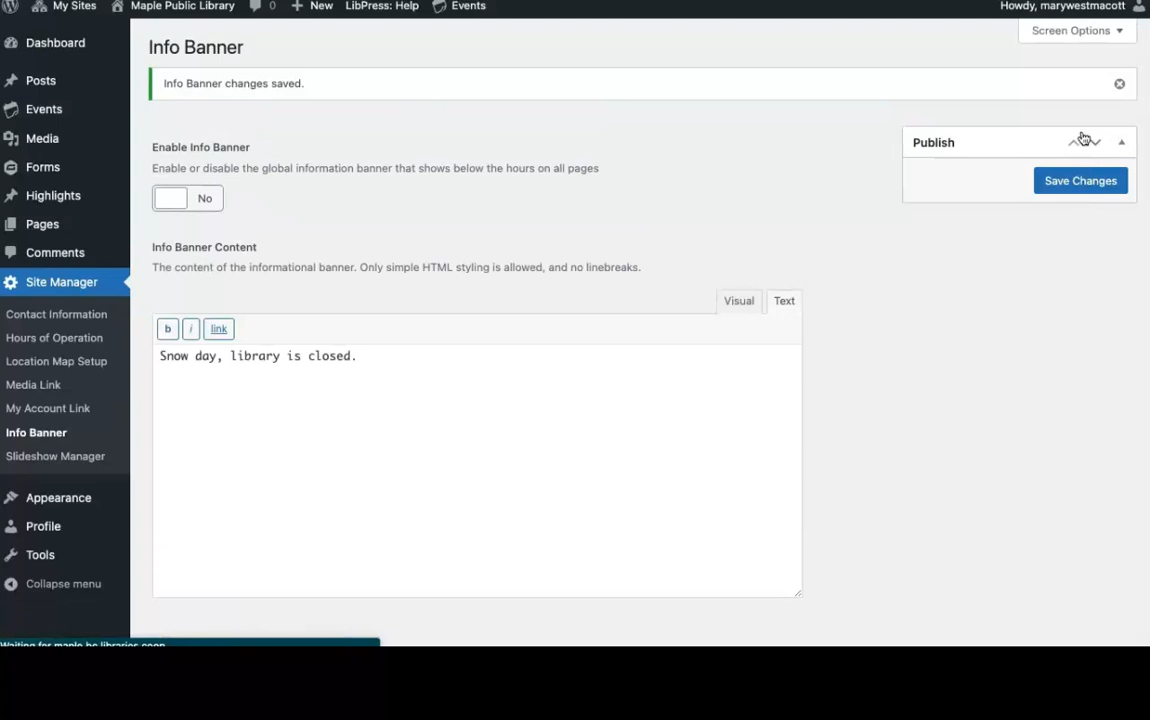 My Sites Maple Public Library 0 New LibPress: Help Events Howdy, marywestmacott
Screen Options
Dashboard
Posts
Events
Media
Forms
Highlights
Pages
Comments
Site Manager
Contact Information
Hours of Operation
Location Map Setup
Media Link
My Account Link
Info Banner
Slideshow Manager
Appearance
Profile
Tools
Collapse menu
Info Banner
Info Banner changes saved.
Enable Info Banner
Enable or disable the global information banner that shows below the hours on all pages
No
Info Banner Content
The content of the informational banner. Only simple HTML styling is allowed, and no linebreaks.
Visual Text
b i link
Snow day, library is closed.
Publish
Save Changes
Waiting for maple.bc.libraries.coop